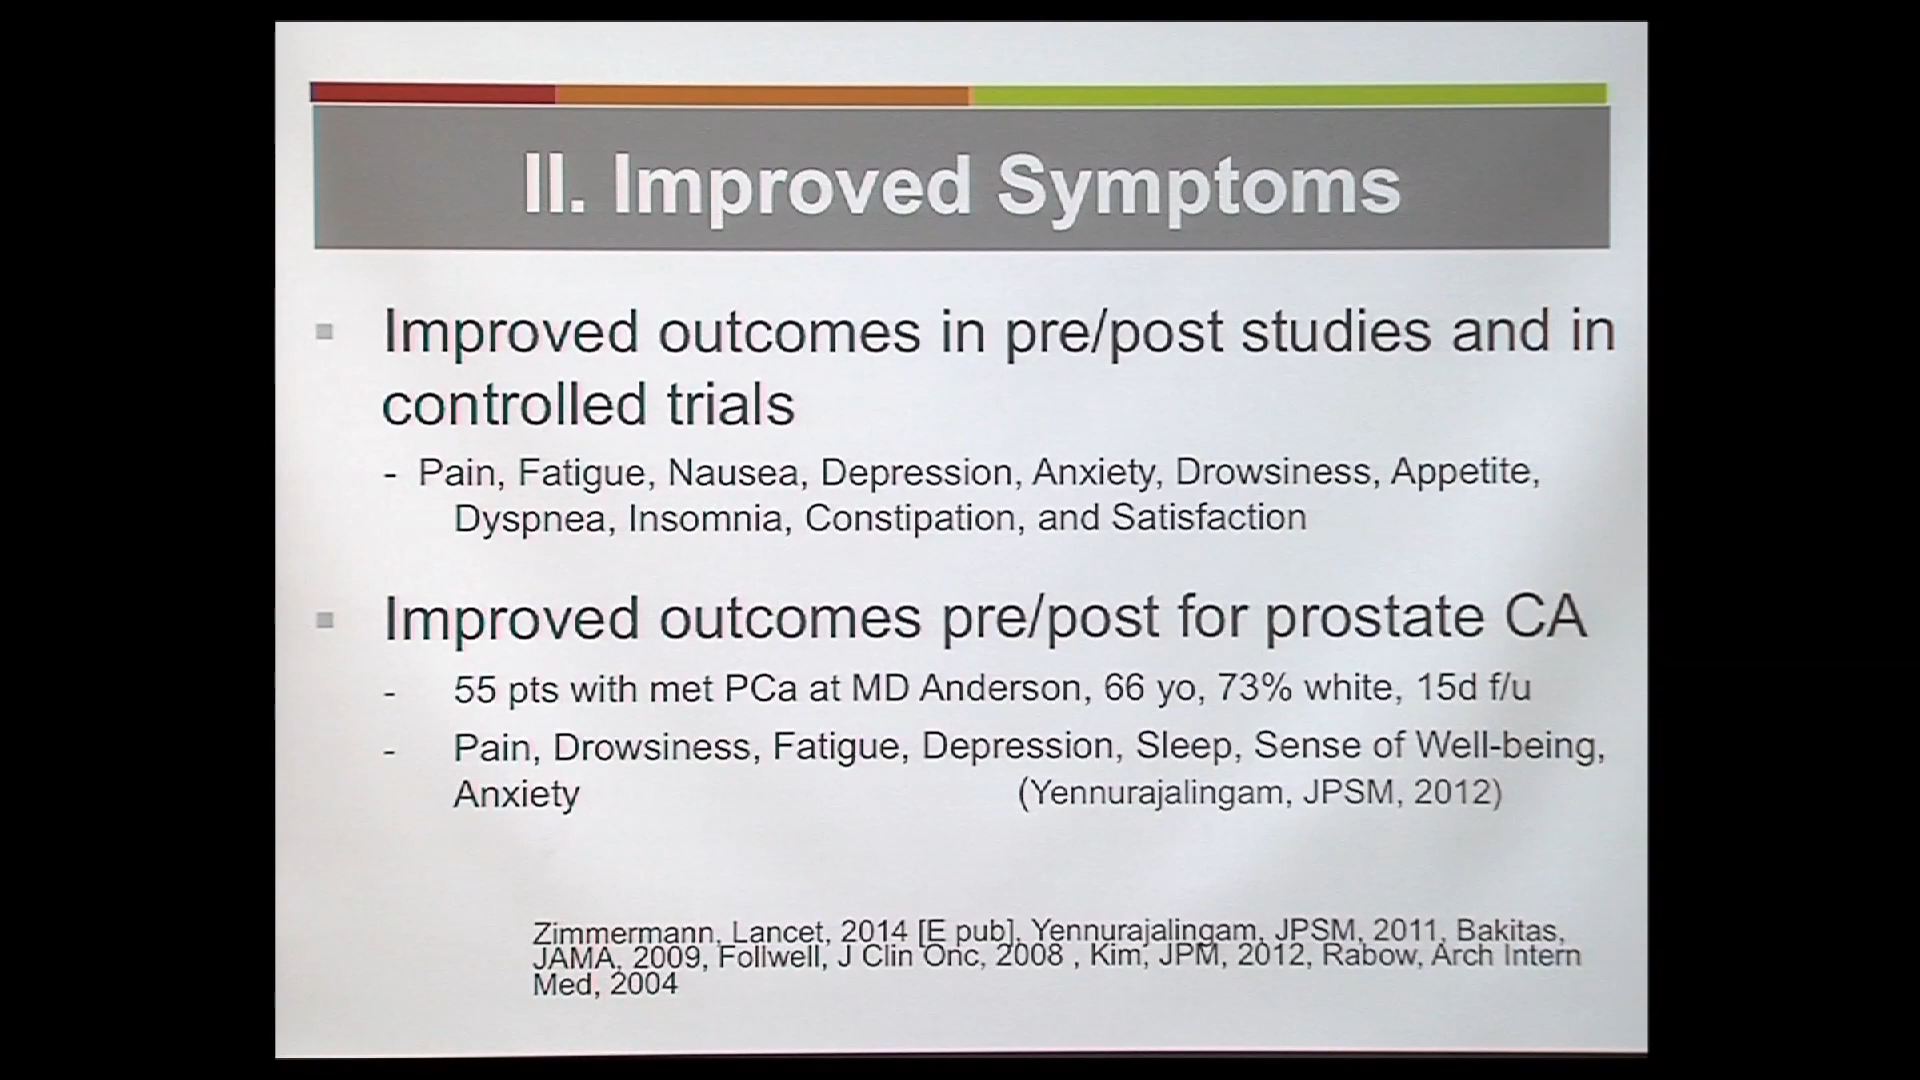 II. Improved Symptoms
Improved outcomes in pre/post studies and in
controlled trials
- Pain, Fatigue, Nausea, Depression, Anxiety, Drowsiness, Appetite,
Dyspnea, Insomnia, Constipation, and Satisfaction
Improved outcomes pre/post for prostate CA
- 55 pts with met PCa at MD Anderson, 66 yo, 73% white, 15d f/u
- Pain, Drowsiness, Fatigue, Depression, Sleep, Sense of Well-being,
Anxiety (Yennurajalingam, JPSM, 2012)
Zimmermann, Lancet, 2014 [E pub], Yennurajalingam, JPSM, 2011, Bakitas,
JAMA, 2009, Follwell, J Clin Onc, 2008 , Kim, JPM, 2012, Rabow, Arch Intern
Med, 2004